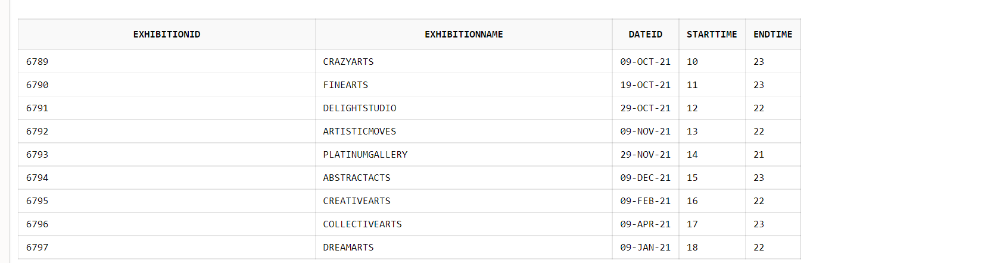 EXHIBITIONID EXHIBITIONNAME DATEID STARTTIME ENDTIME
6789 CRAZYARTS 09-OCT-21 10 23
6790 FINEARTS 19-OCT-21 11 23
6791 DELIGHTSTUDIO 29-OCT-21 12 22
6792 ARTISTICMOVES 09-NOV-21 13 22
6793 PLATINUMGALLERY 29-NOV-21 14 21
6794 ABSTRACTACTS 09-DEC-21 15 23
6795 CREATIVEARTS 09-FEB-21 16 22
6796 COLLECTIVEARTS 09-APR-21 17 23
6797 DREAMARTS 09-JAN-21 18 22